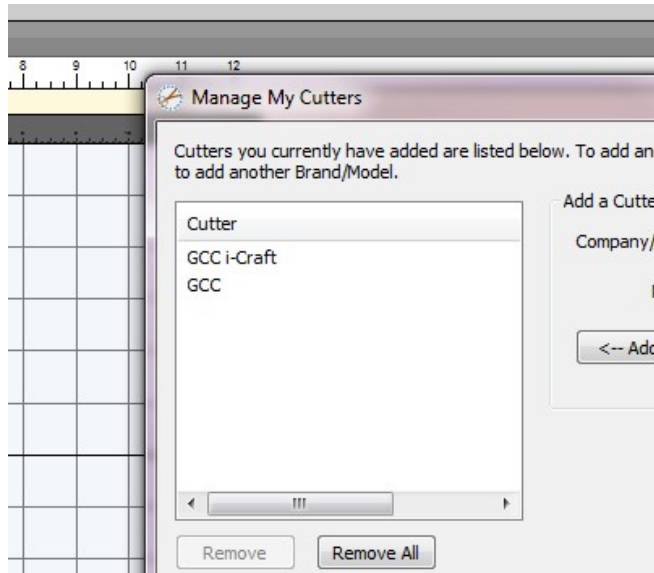 8 9 10 11 12
Manage My Cutters
Cutters you currently have added are listed below. To add an
to add another Brand/Model.
Add a Cutte
Cutter
Company/
GCC i-Craft
GCC
<-- Add
Remove
Remove All